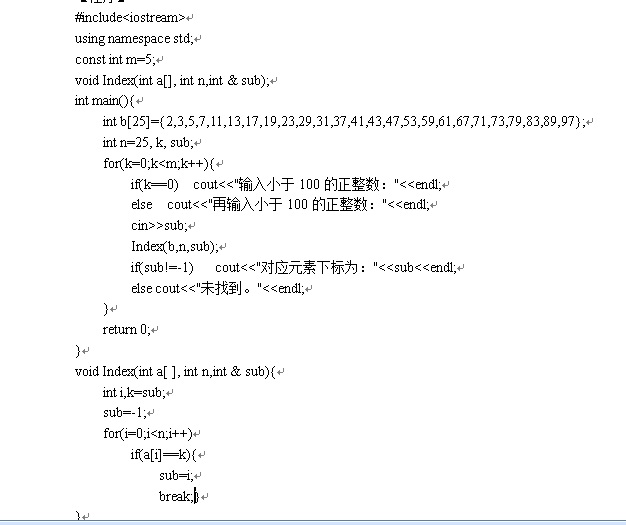 #include<iostream>
using namespace std;
const int m=5;
void Index(int a[], int n,int & sub);
int main(){
int b[25]={2,3,5,7,11,13,17,19,23,29,31,37,41,43,47,53,59,61,67,71,73,79,83,89,97};
int n=25, k, sub;
for(k=0;k<m;k++){
if(k==0) cout<<"输入小于 100 的正整数："<<endl;
else cout<<"再输入小于 100 的正整数："<<endl;
cin>>sub;
Index(b,n,sub);
if(sub!=-1) cout<<"对应元素下标为："<<sub<<endl;
else cout<<"未找到。"<<endl;
}
return 0;
}
void Index(int a[ ], int n,int & sub){
int i,k=sub;
sub=-1;
for(i=0;i<n;i++)
if(a[i]==k){
sub=i;
break;}
}